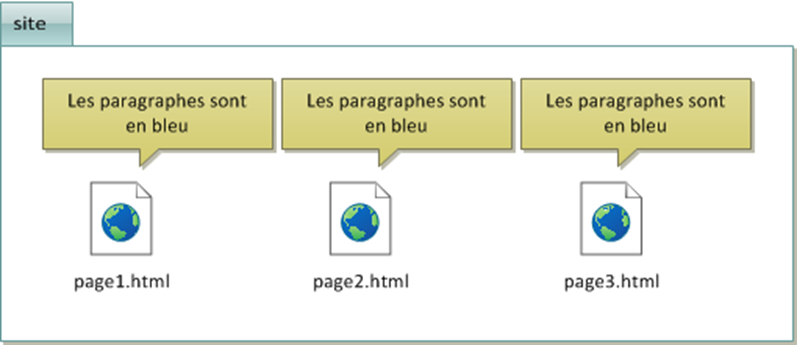 site
Les paragraphes sont
en bleu
Les paragraphes sont
en bleu
Les paragraphes sont
en bleu
page1.html
page2.html
page3.html